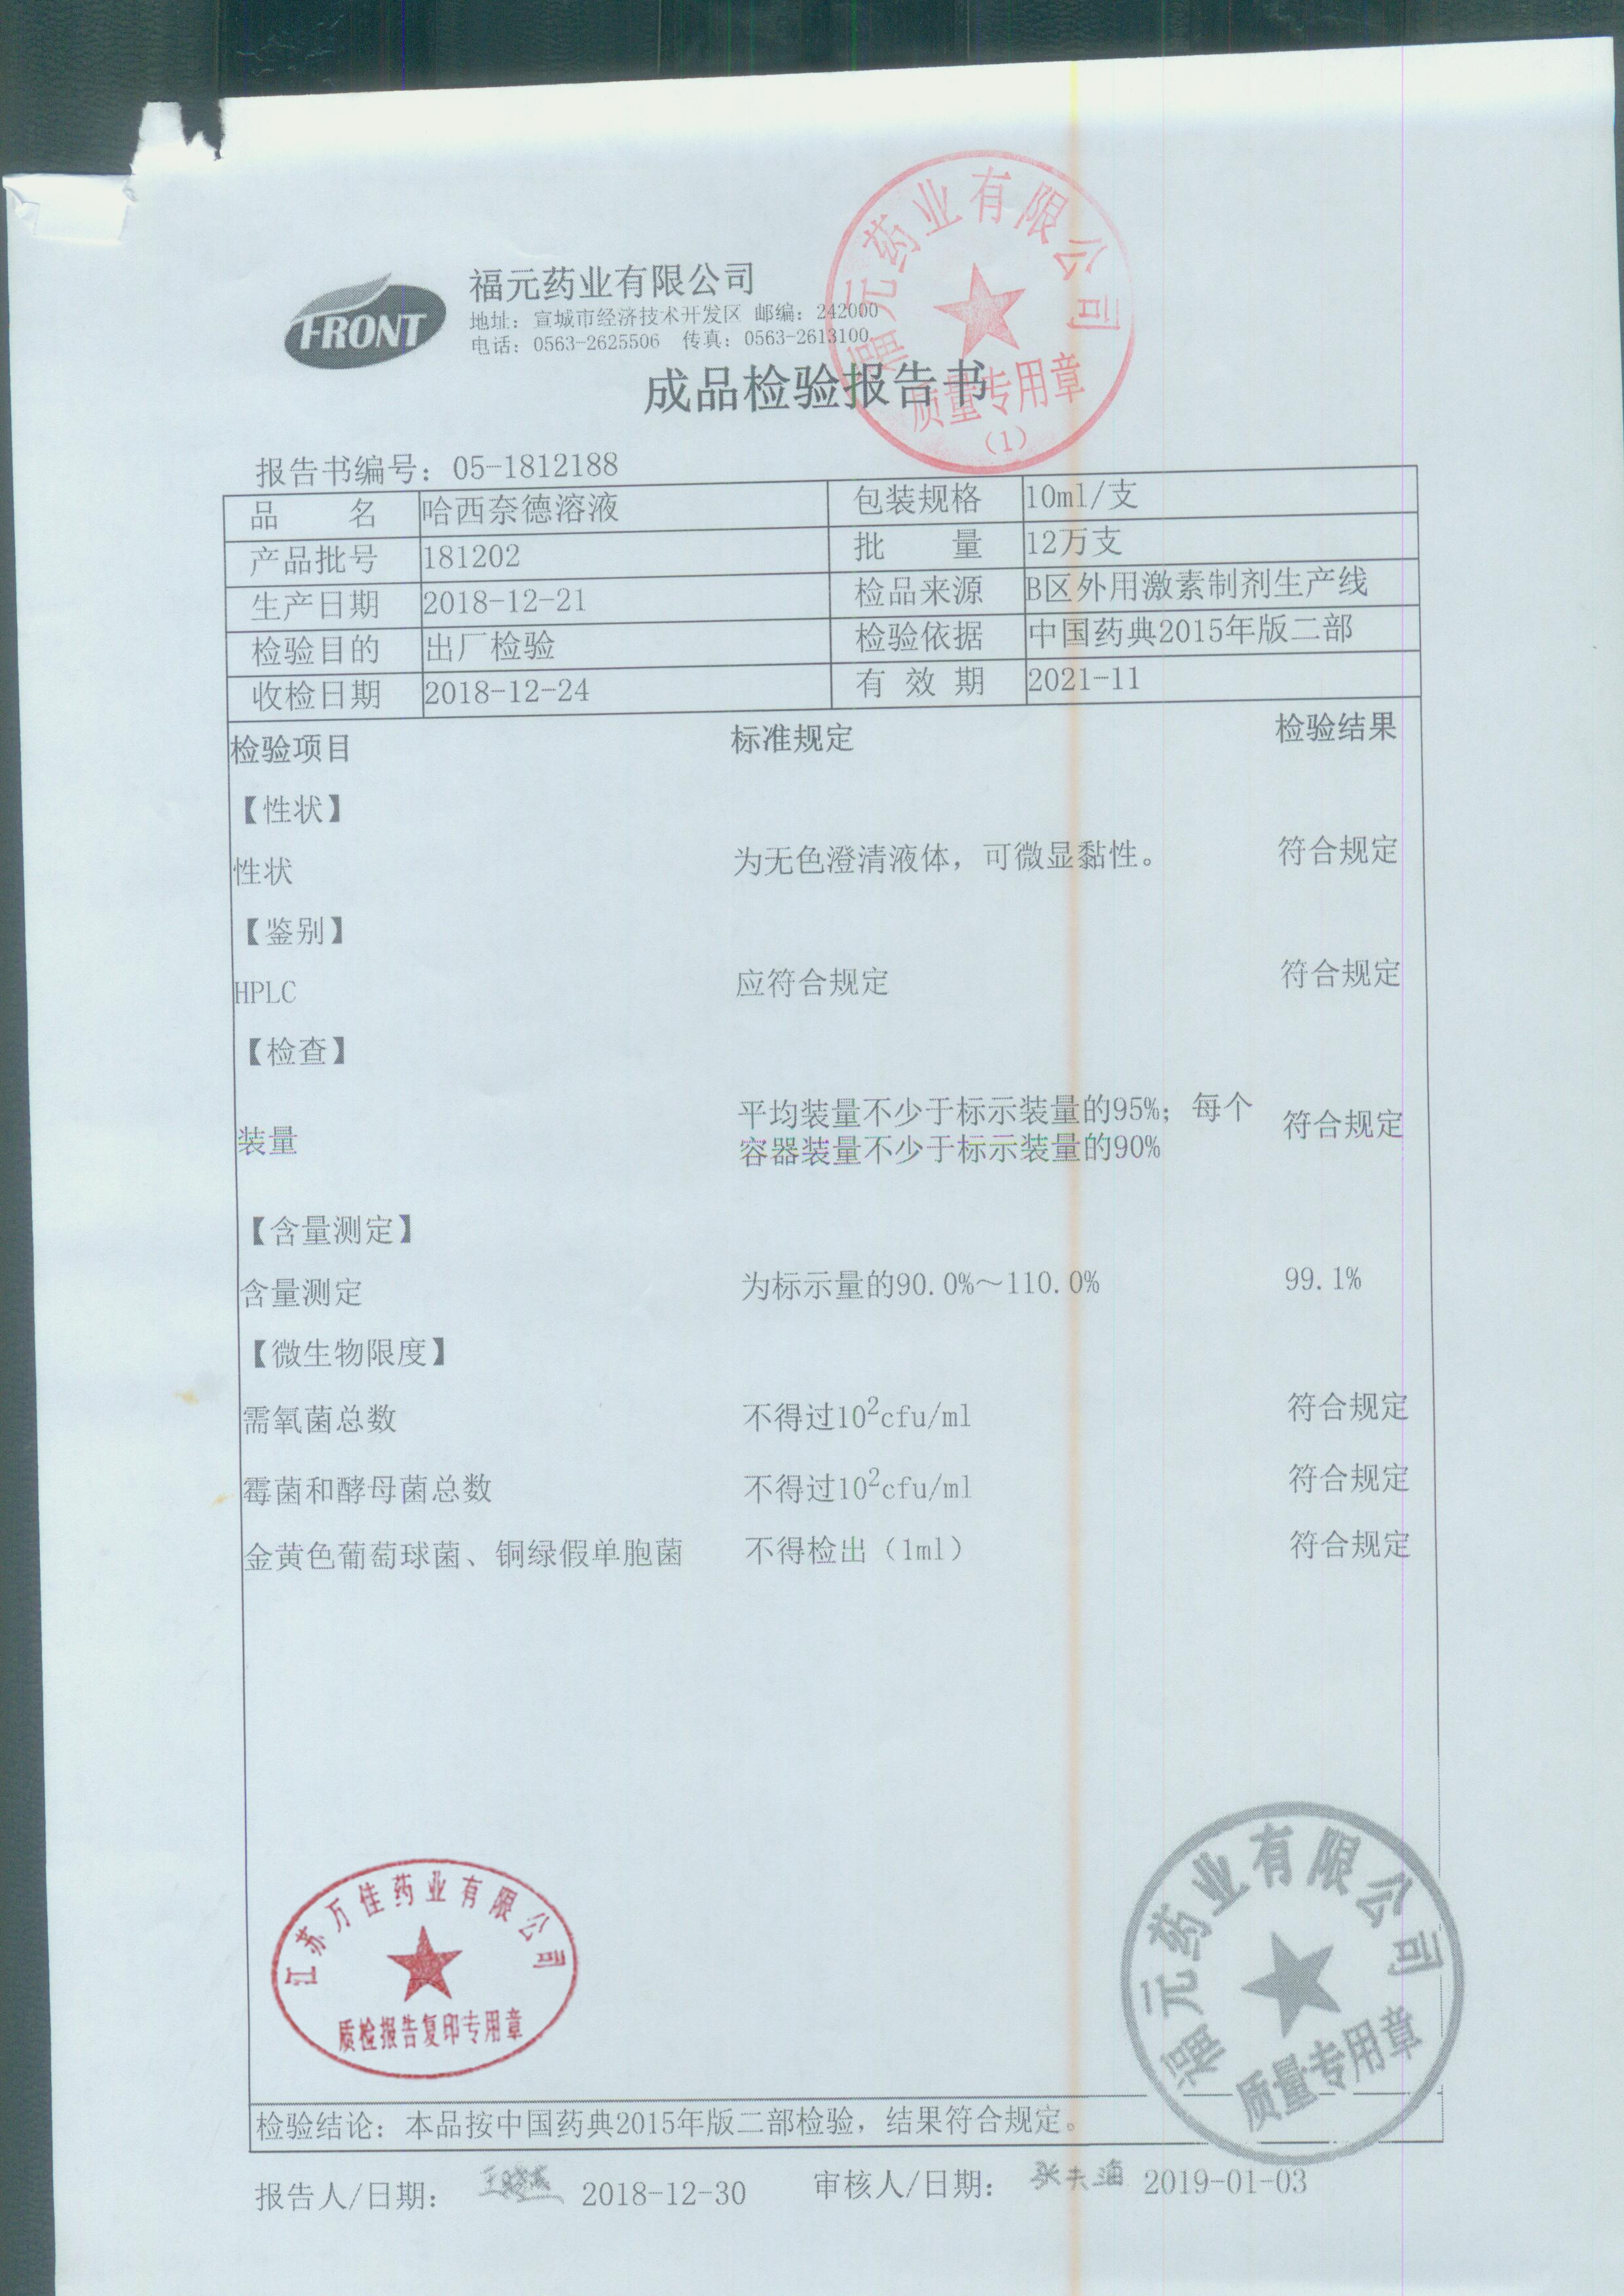 FRONT
福元药业有限公司
地址：宣城市经济技术开发区 邮编：242000
电话：0563-2625506 传真：0563-2613100
福元药业有限公司
质量专用章
（1）
成品检验报告书
报告书编号：05-1812188
品 名 哈西奈德溶液 包装规格 10ml/支
产品批号 181202 批 量 12万支
生产日期 2018-12-21 检品来源 B区外用激素制剂生产线
检验目的 出厂检验 检验依据 中国药典2015年版二部
收检日期 2018-12-24 有 效 期 2021-11
检验项目 标准规定 检验结果
【性状】
性状 为无色澄清液体，可微显黏性。 符合规定
【鉴别】
HPLC 应符合规定 符合规定
【检查】
装量 平均装量不少于标示装量的95%；每个 符合规定
容器装量不少于标示装量的90%
【含量测定】
含量测定 为标示量的90.0%～110.0% 99.1%
【微生物限度】
需氧菌总数 不得过10²cfu/ml 符合规定
霉菌和酵母菌总数 不得过10²cfu/ml 符合规定
金黄色葡萄球菌、铜绿假单胞菌 不得检出（1ml） 符合规定
江苏万佳药业有限公司
质检报告复印专用章
福元药业有限公司
质量专用章
检验结论：本品按中国药典2015年版二部检验，结果符合规定。
报告人/日期： 2018-12-30 审核人/日期： 2019-01-03